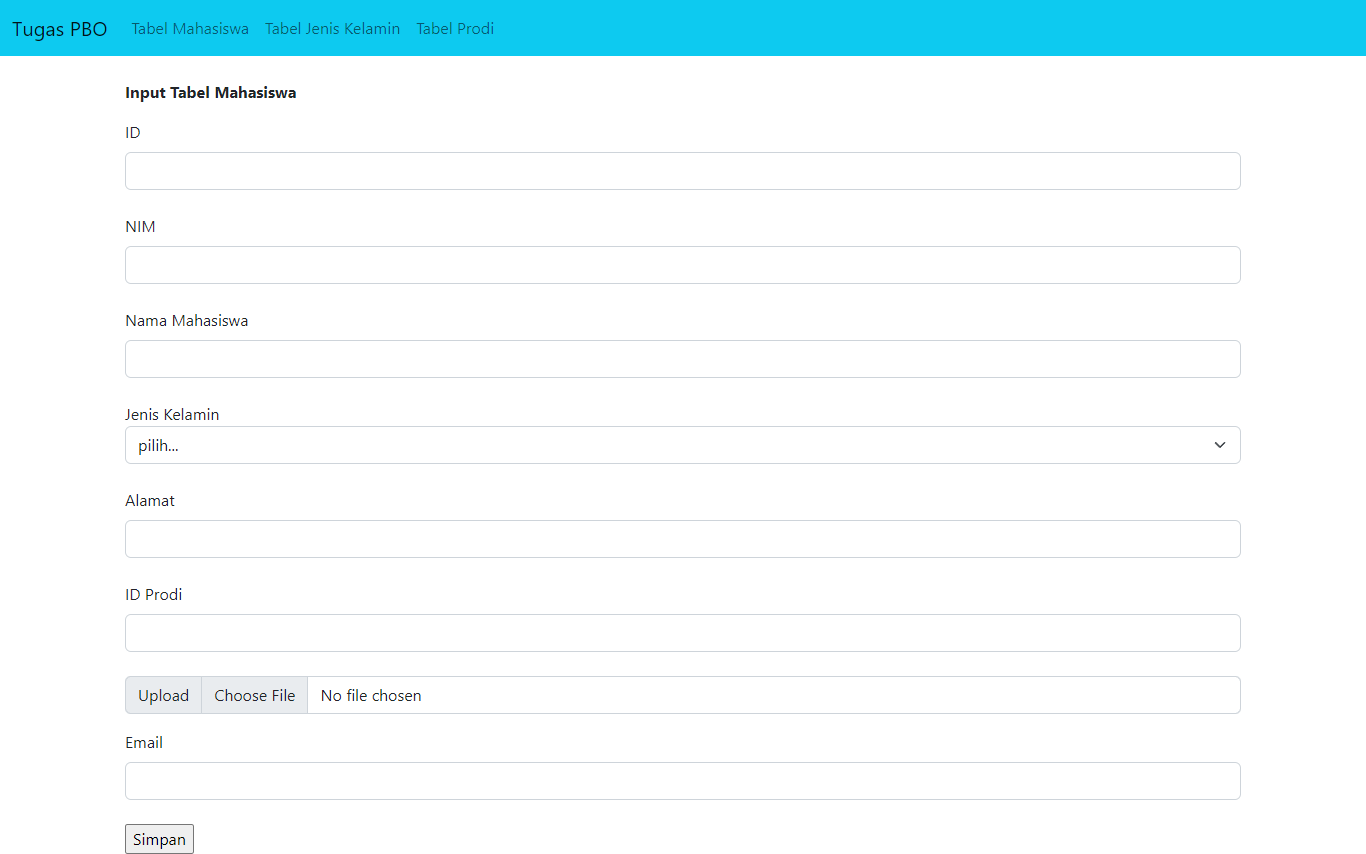 Tugas PBO Tabel Mahasiswa Tabel Jenis Kelamin Tabel Prodi
Input Tabel Mahasiswa
ID
NIM
Nama Mahasiswa
Jenis Kelamin
pilih...
Alamat
ID Prodi
Upload Choose File No file chosen
Email
Simpan